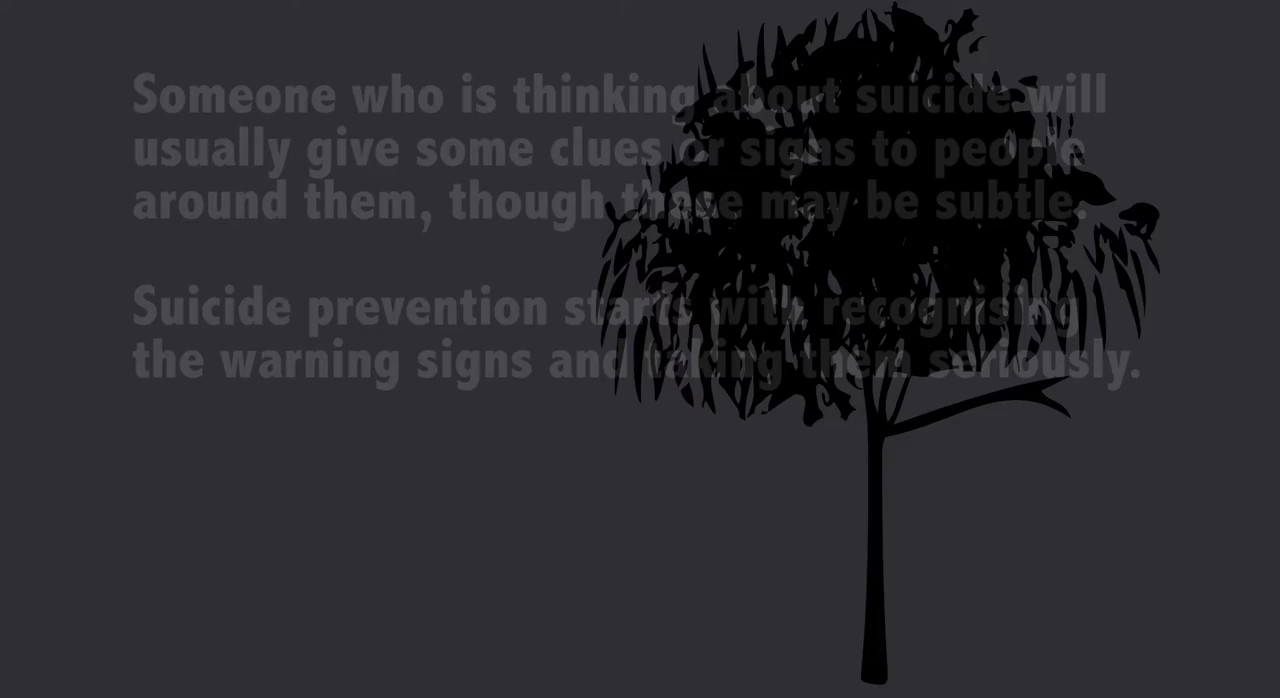 Someone who is thinking about suicide will
usually give some clues or signs to people
around them, though these may be subtle.
Suicide prevention starts with recognising
the warning signs and taking them seriously.